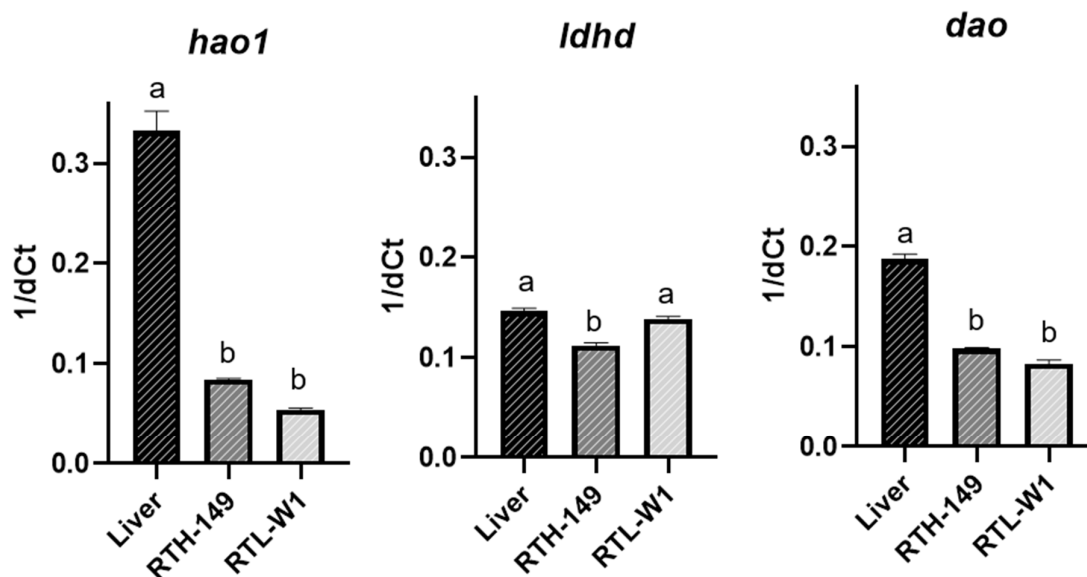 hao1
1/dCt
0.3
0.2
0.1
0.0
a
b
b
Liver
RTH-149
RTL-W1
ldhd
1/dCt
0.3
0.2
0.1
0.0
a
b
a
Liver
RTH-149
RTL-W1
dao
1/dCt
0.3
0.2
0.1
0.0
a
b
b
Liver
RTH-149
RTL-W1